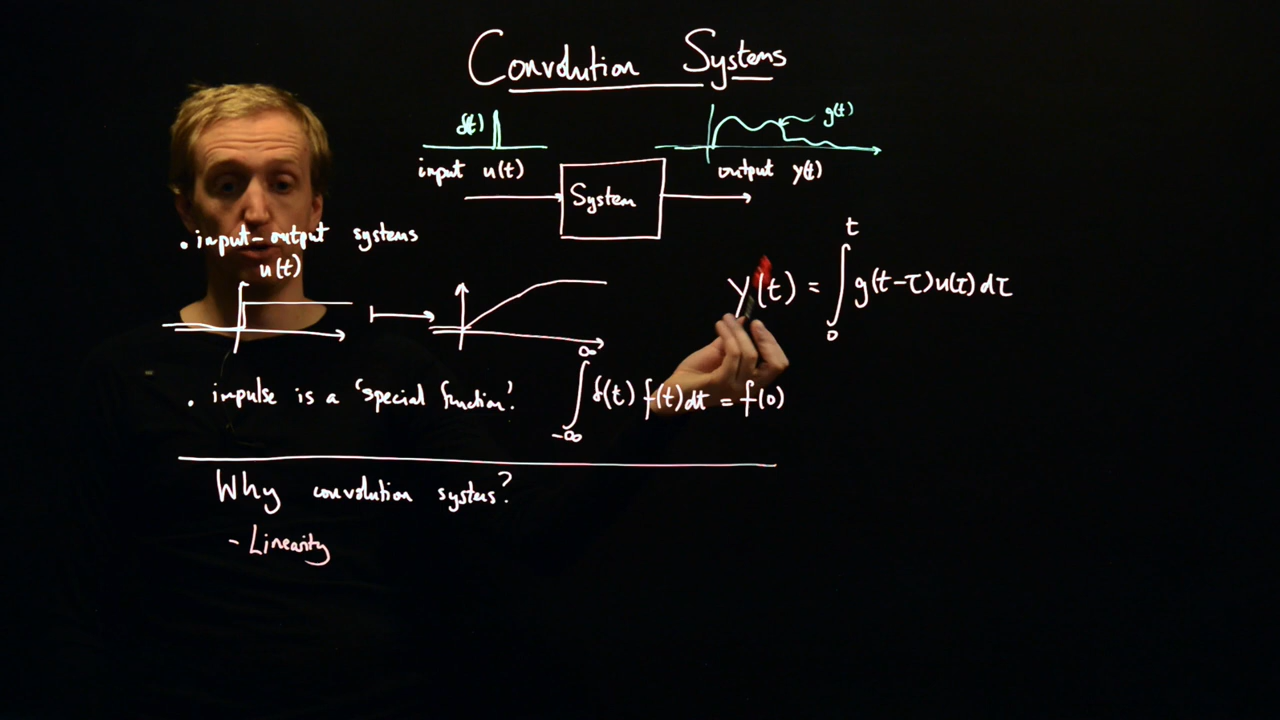 Convolution Systems
δ(t)
g(t)
input u(t)
output y(t)
System
. input-output systems
u(t)
y(t) = ∫₀ᵗ g(t-τ)u(τ)dτ
. impulse is a 'special function'. ∫_{-∞}^{∞} δ(t) f(t)dt = f(0)
Why convolution systems?
- Linearity